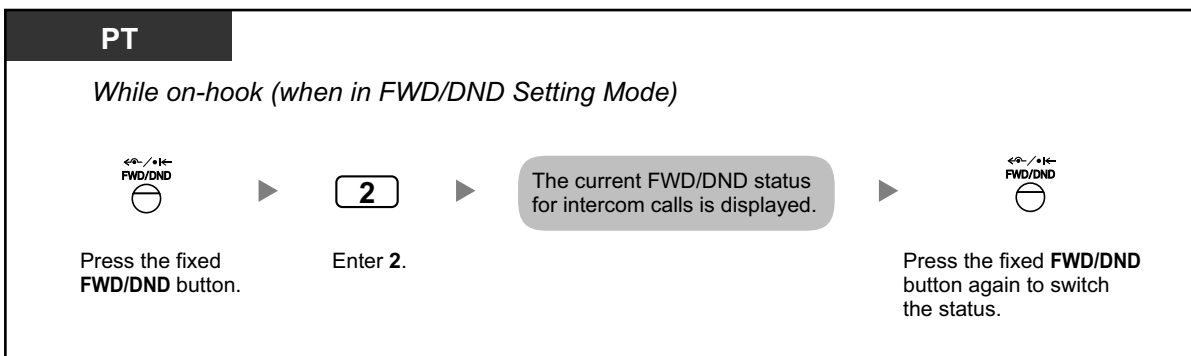 PT
While on-hook (when in FWD/DND Setting Mode)
FWD/DND
2
The current FWD/DND status
for intercom calls is displayed.
FWD/DND
Press the fixed
FWD/DND button.
Enter 2.
Press the fixed FWD/DND
button again to switch
the status.